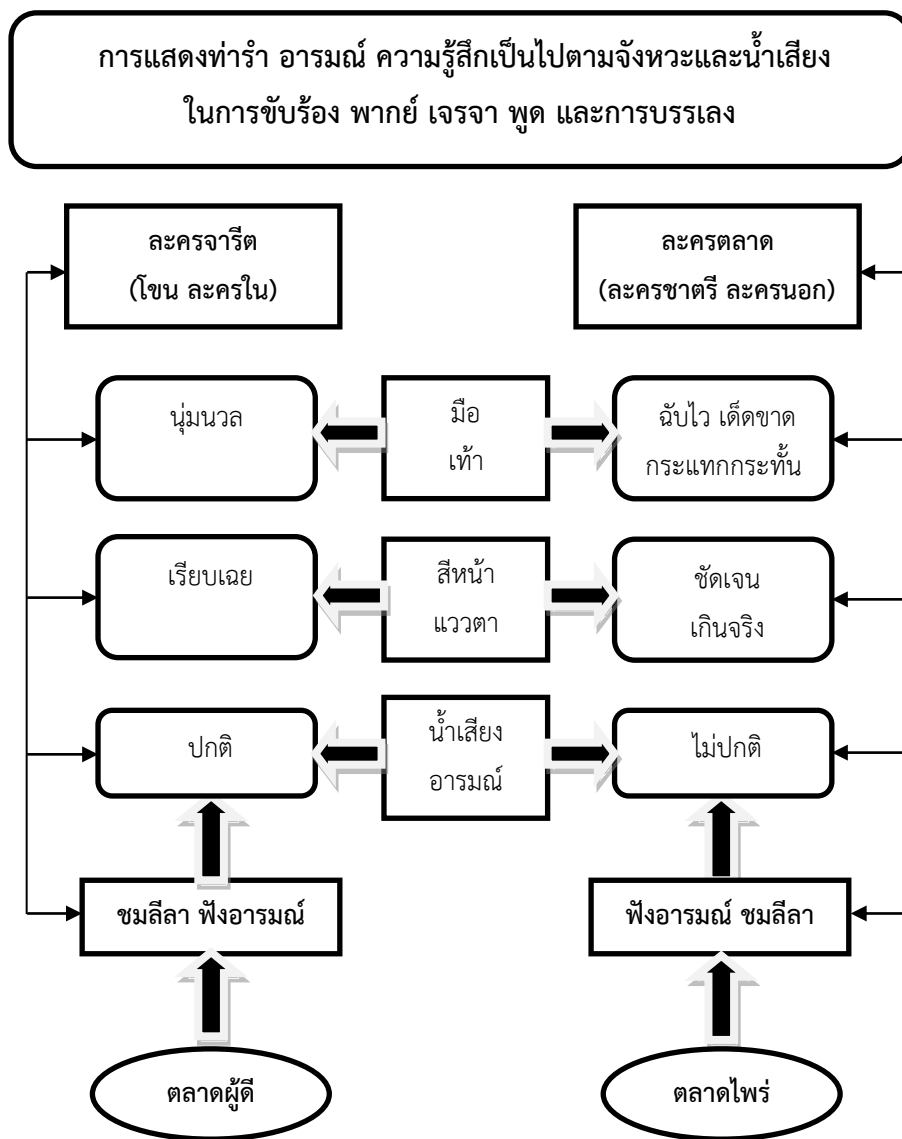 การแสดงท่ารำ อารมณ์ ความรู้สึกเป็นไปตามจังหวะและน้ำเสียง
ในการขับร้อง พากย์ เจรจา พูด และการบรรเลง
ละครจารีต
(โขน ละครใน)
ละครตลาด
(ละครชาตรี ละครนอก)
นุ่มนวล
มือ
เท้า
ฉับไว เด็ดขาด
กระแทกกระทั้น
เรียบเฉย
สีหน้า
แววตา
ชัดเจน
เกินจริง
ปกติ
น้ำเสียง
อารมณ์
ไม่ปกติ
ชมลีลา ฟังอารมณ์
ฟังอารมณ์ ชมลีลา
ตลาดผู้ดี
ตลาดไพร่